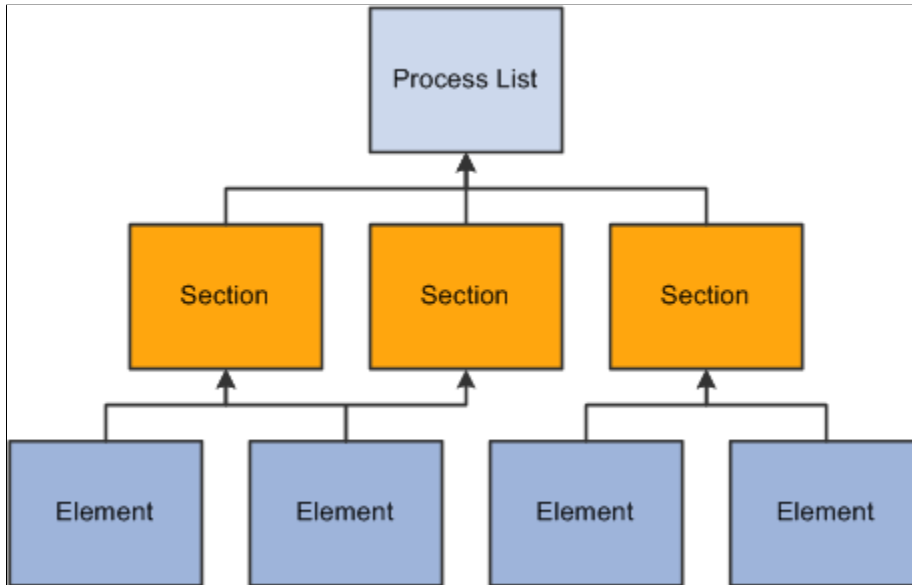 Process List
Section
Section
Section
Element
Element
Element
Element